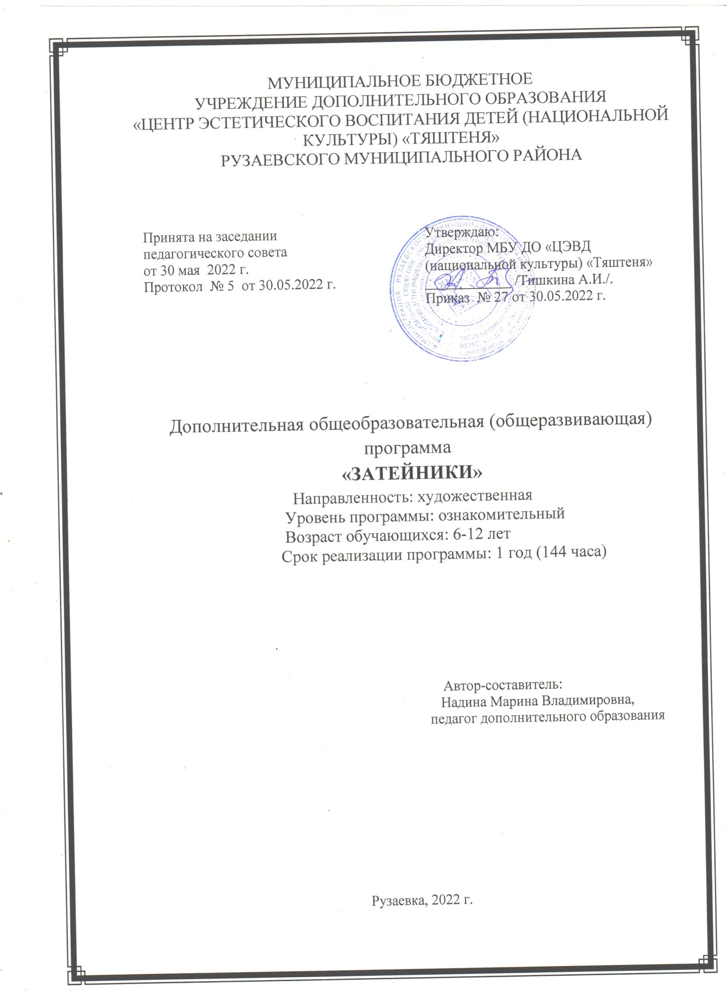 МУНИЦИПАЛЬНОЕ БЮДЖЕТНОЕ
УЧРЕЖДЕНИЕ ДОПОЛНИТЕЛЬНОГО ОБРАЗОВАНИЯ
«ЦЕНТР ЭСТЕТИЧЕСКОГО ВОСПИТАНИЯ ДЕТЕЙ (НАЦИОНАЛЬНОЙ
КУЛЬТУРЫ) «ТЯШТЕНЯ»
РУЗАЕВСКОГО МУНИЦИПАЛЬНОГО РАЙОНА
Принята на заседании
педагогического совета
от 30 мая 2022 г.
Протокол № 5 от 30.05.2022 г.
Утверждаю:
Директор МБУ ДО «ЦЭВД
(национальной культуры) «Тяштеня»
/Тишкина А.И./.
Приказ № 27 от 30.05.2022 г.
Дополнительная общеобразовательная (общеразвивающая)
программа
«ЗАТЕЙНИКИ»
Направленность: художественная
Уровень программы: ознакомительный
Возраст обучающихся: 6-12 лет
Срок реализации программы: 1 год (144 часа)
Автор-составитель:
Надина Марина Владимировна,
педагог дополнительного образования
Рузаевка, 2022 г.